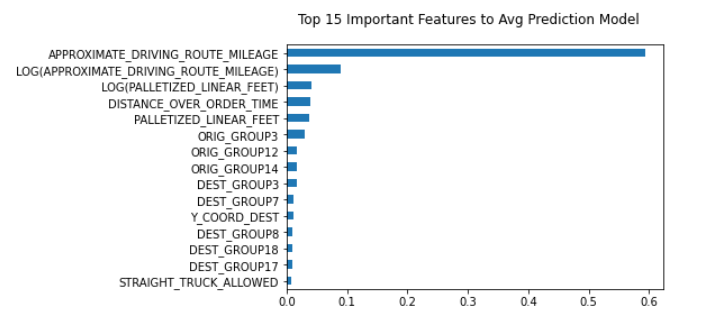 Top 15 Important Features to Avg Prediction Model
APPROXIMATE_DRIVING_ROUTE_MILEAGE
LOG(APPROXIMATE_DRIVING_ROUTE_MILEAGE)
LOG(PALLETIZED_LINEAR_FEET)
DISTANCE_OVER_ORDER_TIME
PALLETIZED_LINEAR_FEET
ORIG_GROUP3
ORIG_GROUP12
ORIG_GROUP14
DEST_GROUP3
DEST_GROUP7
Y_COORD_DEST
DEST_GROUP8
DEST_GROUP18
DEST_GROUP17
STRAIGHT_TRUCK_ALLOWED
0.0 0.1 0.2 0.3 0.4 0.5 0.6